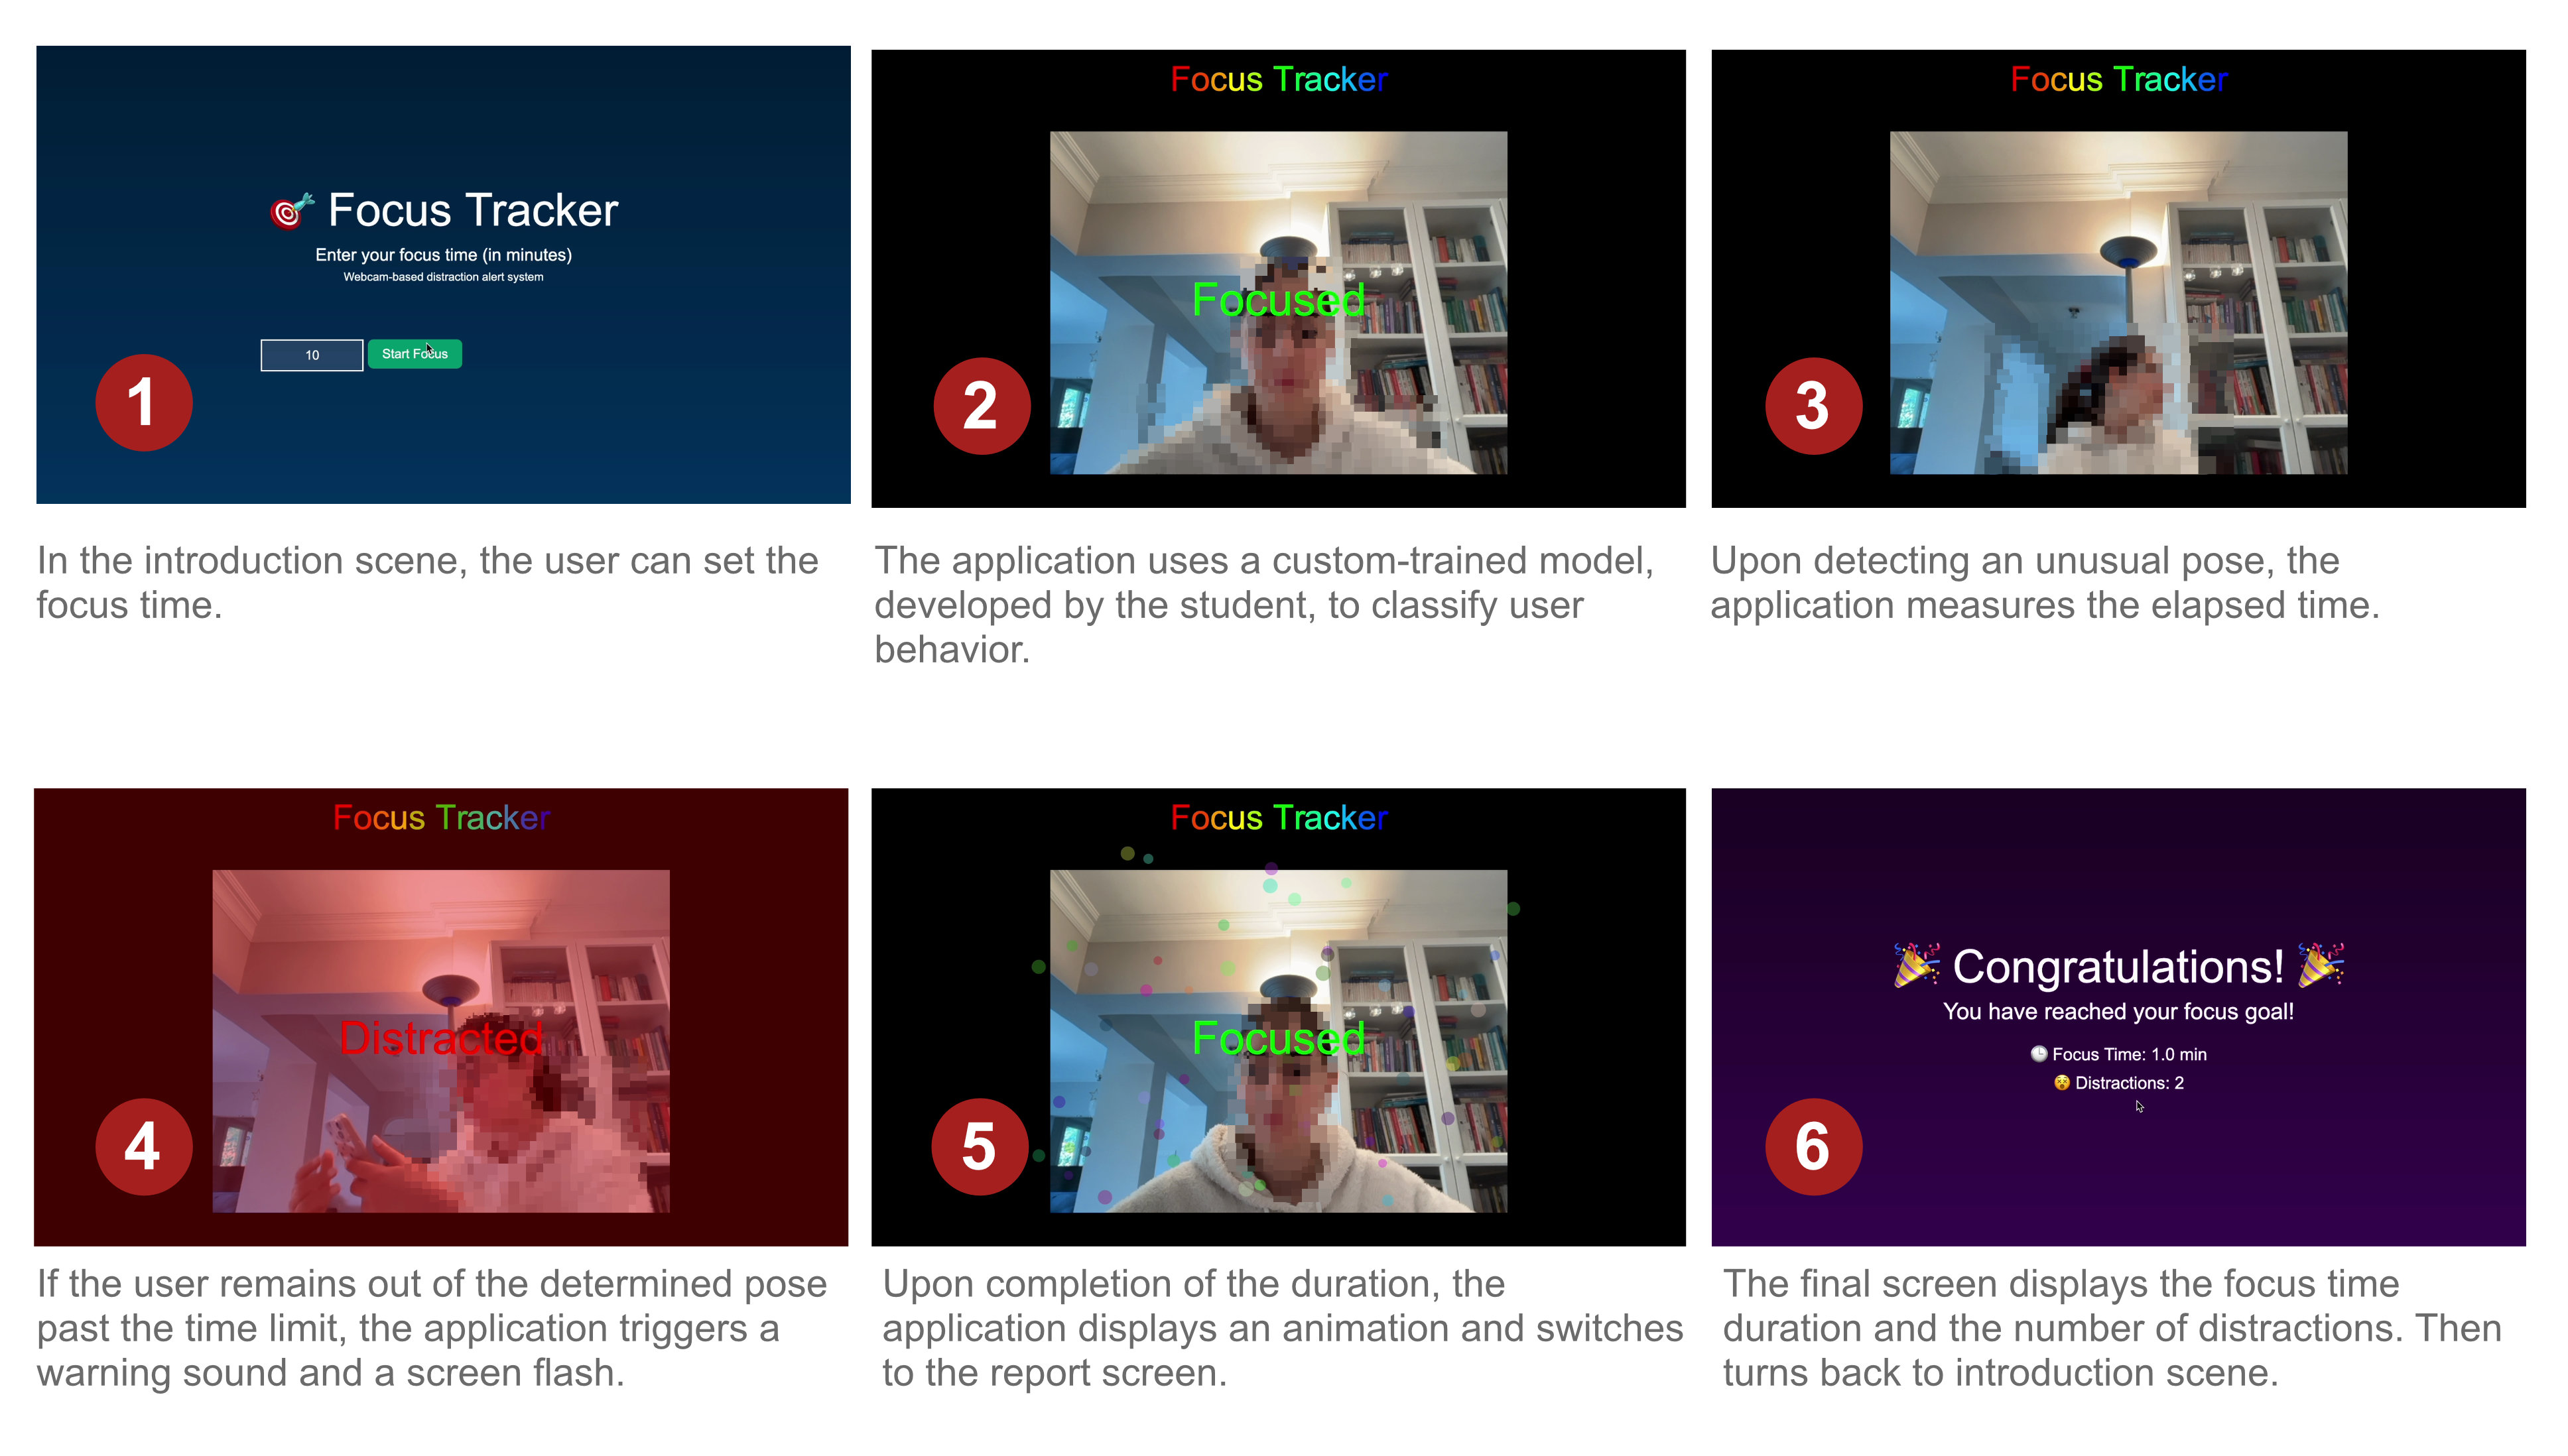 Focus Tracker
Enter your focus time (in minutes)
Webcam-based distraction alert system
10
Start Focus
1
In the introduction scene, the user can set the
focus time.
Focus Tracker
Focused
2
The application uses a custom-trained model,
developed by the student, to classify user
behavior.
Focus Tracker
3
Upon detecting an unusual pose, the
application measures the elapsed time.
Focus Tracker
Distracted
4
If the user remains out of the determined pose
past the time limit, the application triggers a
warning sound and a screen flash.
Focus Tracker
Focused
5
Upon completion of the duration, the
application displays an animation and switches
to the report screen.
Congratulations!
You have reached your focus goal!
Focus Time: 1.0 min
Distractions: 2
6
The final screen displays the focus time
duration and the number of distractions. Then
turns back to introduction scene.